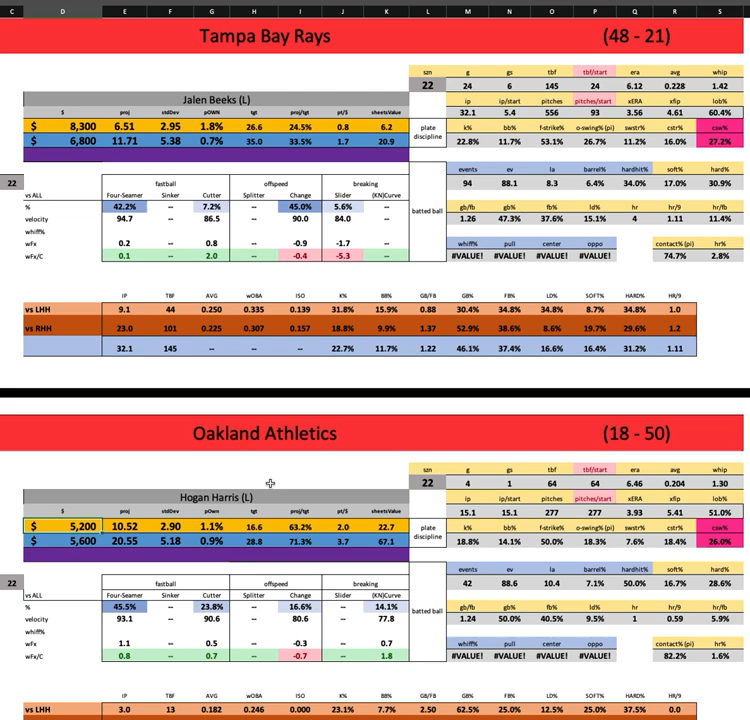 C D E F G H I J K L M N O P Q R S
Tampa Bay Rays (48 - 21)
szn g gs tbf tbf/start era avg whip
22 24 6 145 24 6.12 0.228 1.42
Jalen Beeks (L) ip ip/start pitches pitches/start xERA xfip lob%
$ proj stdDev pOWN tgt proj/tgt pt/$ sheetsValue 32.1 5.4 556 93 3.56 4.61 60.4%
$ 8,300 6.51 2.95 1.8% 26.6 24.5% 0.8 6.2 plate discipline k% bb% f-strike% o-swing% (pi) swstr% cstr% csw%
$ 6,800 11.71 5.38 0.7% 35.0 33.5% 1.7 20.9 22.8% 11.7% 53.1% 26.7% 11.2% 16.0% 27.2%
events ev la barrel% hardhit% soft% hard%
22 fastball offspeed breaking 94 88.1 8.3 6.4% 34.0% 17.0% 30.9%
vs ALL Four-Seamer Sinker Cutter Splitter Change Slider (KN)Curve
% 42.2% -- 7.2% -- 45.0% 5.6% -- batted ball gb/fb gb% fb% ld% hr hr/9 hr/fb
velocity 94.7 -- 86.5 -- 90.0 84.0 -- 1.26 47.3% 37.6% 15.1% 4 1.11 11.4%
whiff%
wFx 0.2 -- 0.8 -- -0.9 -1.7 -- whiff% pull center oppo contact% (pi) hr%
wFx/C 0.1 -- 2.0 -- -0.4 -5.3 -- #VALUE! #VALUE! #VALUE! #VALUE! 74.7% 2.8%
IP TBF AVG wOBA ISO K% BB% GB/FB GB% FB% LD% SOFT% HARD% HR/9
vs LHH 9.1 44 0.250 0.335 0.139 31.8% 15.9% 0.88 30.4% 34.8% 34.8% 8.7% 34.8% 1.0
vs RHH 23.0 101 0.225 0.307 0.157 18.8% 9.9% 1.37 52.9% 38.6% 8.6% 19.7% 29.6% 1.2
32.1 145 -- -- -- 22.7% 11.7% 1.22 46.1% 37.4% 16.6% 16.4% 31.2% 1.11
Oakland Athletics (18 - 50)
szn g gs tbf tbf/start era avg whip
22 4 1 64 64 6.46 0.204 1.30
Hogan Harris (L) ip ip/start pitches pitches/start xERA xfip lob%
$ proj stdDev pOwn tgt proj/tgt pt/$ sheetsValue 15.1 15.1 277 277 3.93 5.41 51.0%
$ 5,200 10.52 2.90 1.1% 16.6 63.2% 2.0 22.7 plate discipline k% bb% f-strike% o-swing% (pi) swstr% cstr% csw%
$ 5,600 20.55 5.18 0.9% 28.8 71.3% 3.7 67.1 18.8% 14.1% 50.0% 18.3% 7.6% 18.4% 26.0%
events ev la barrel% hardhit% soft% hard%
22 fastball offspeed breaking 42 88.6 10.4 7.1% 50.0% 16.7% 28.6%
vs ALL Four-Seamer Sinker Cutter Splitter Change Slider (KN)Curve
% 45.5% -- 23.8% -- 16.6% -- 14.1% batted ball gb/fb gb% fb% ld% hr hr/9 hr/fb
velocity 93.1 -- 90.6 -- 80.6 -- 77.8 1.24 50.0% 40.5% 9.5% 1 0.59 5.9%
whiff%
wFx 1.1 -- 0.5 -- -0.3 -- 0.7 whiff% pull center oppo contact% (pi) hr%
wFx/C 0.8 -- 0.7 -- -0.7 -- 1.8 #VALUE! #VALUE! #VALUE! #VALUE! 82.2% 1.6%
IP TBF AVG wOBA ISO K% BB% GB/FB GB% FB% LD% SOFT% HARD% HR/9
vs LHH 3.0 13 0.182 0.246 0.000 23.1% 7.7% 2.50 62.5% 25.0% 12.5% 25.0% 37.5% 0.0